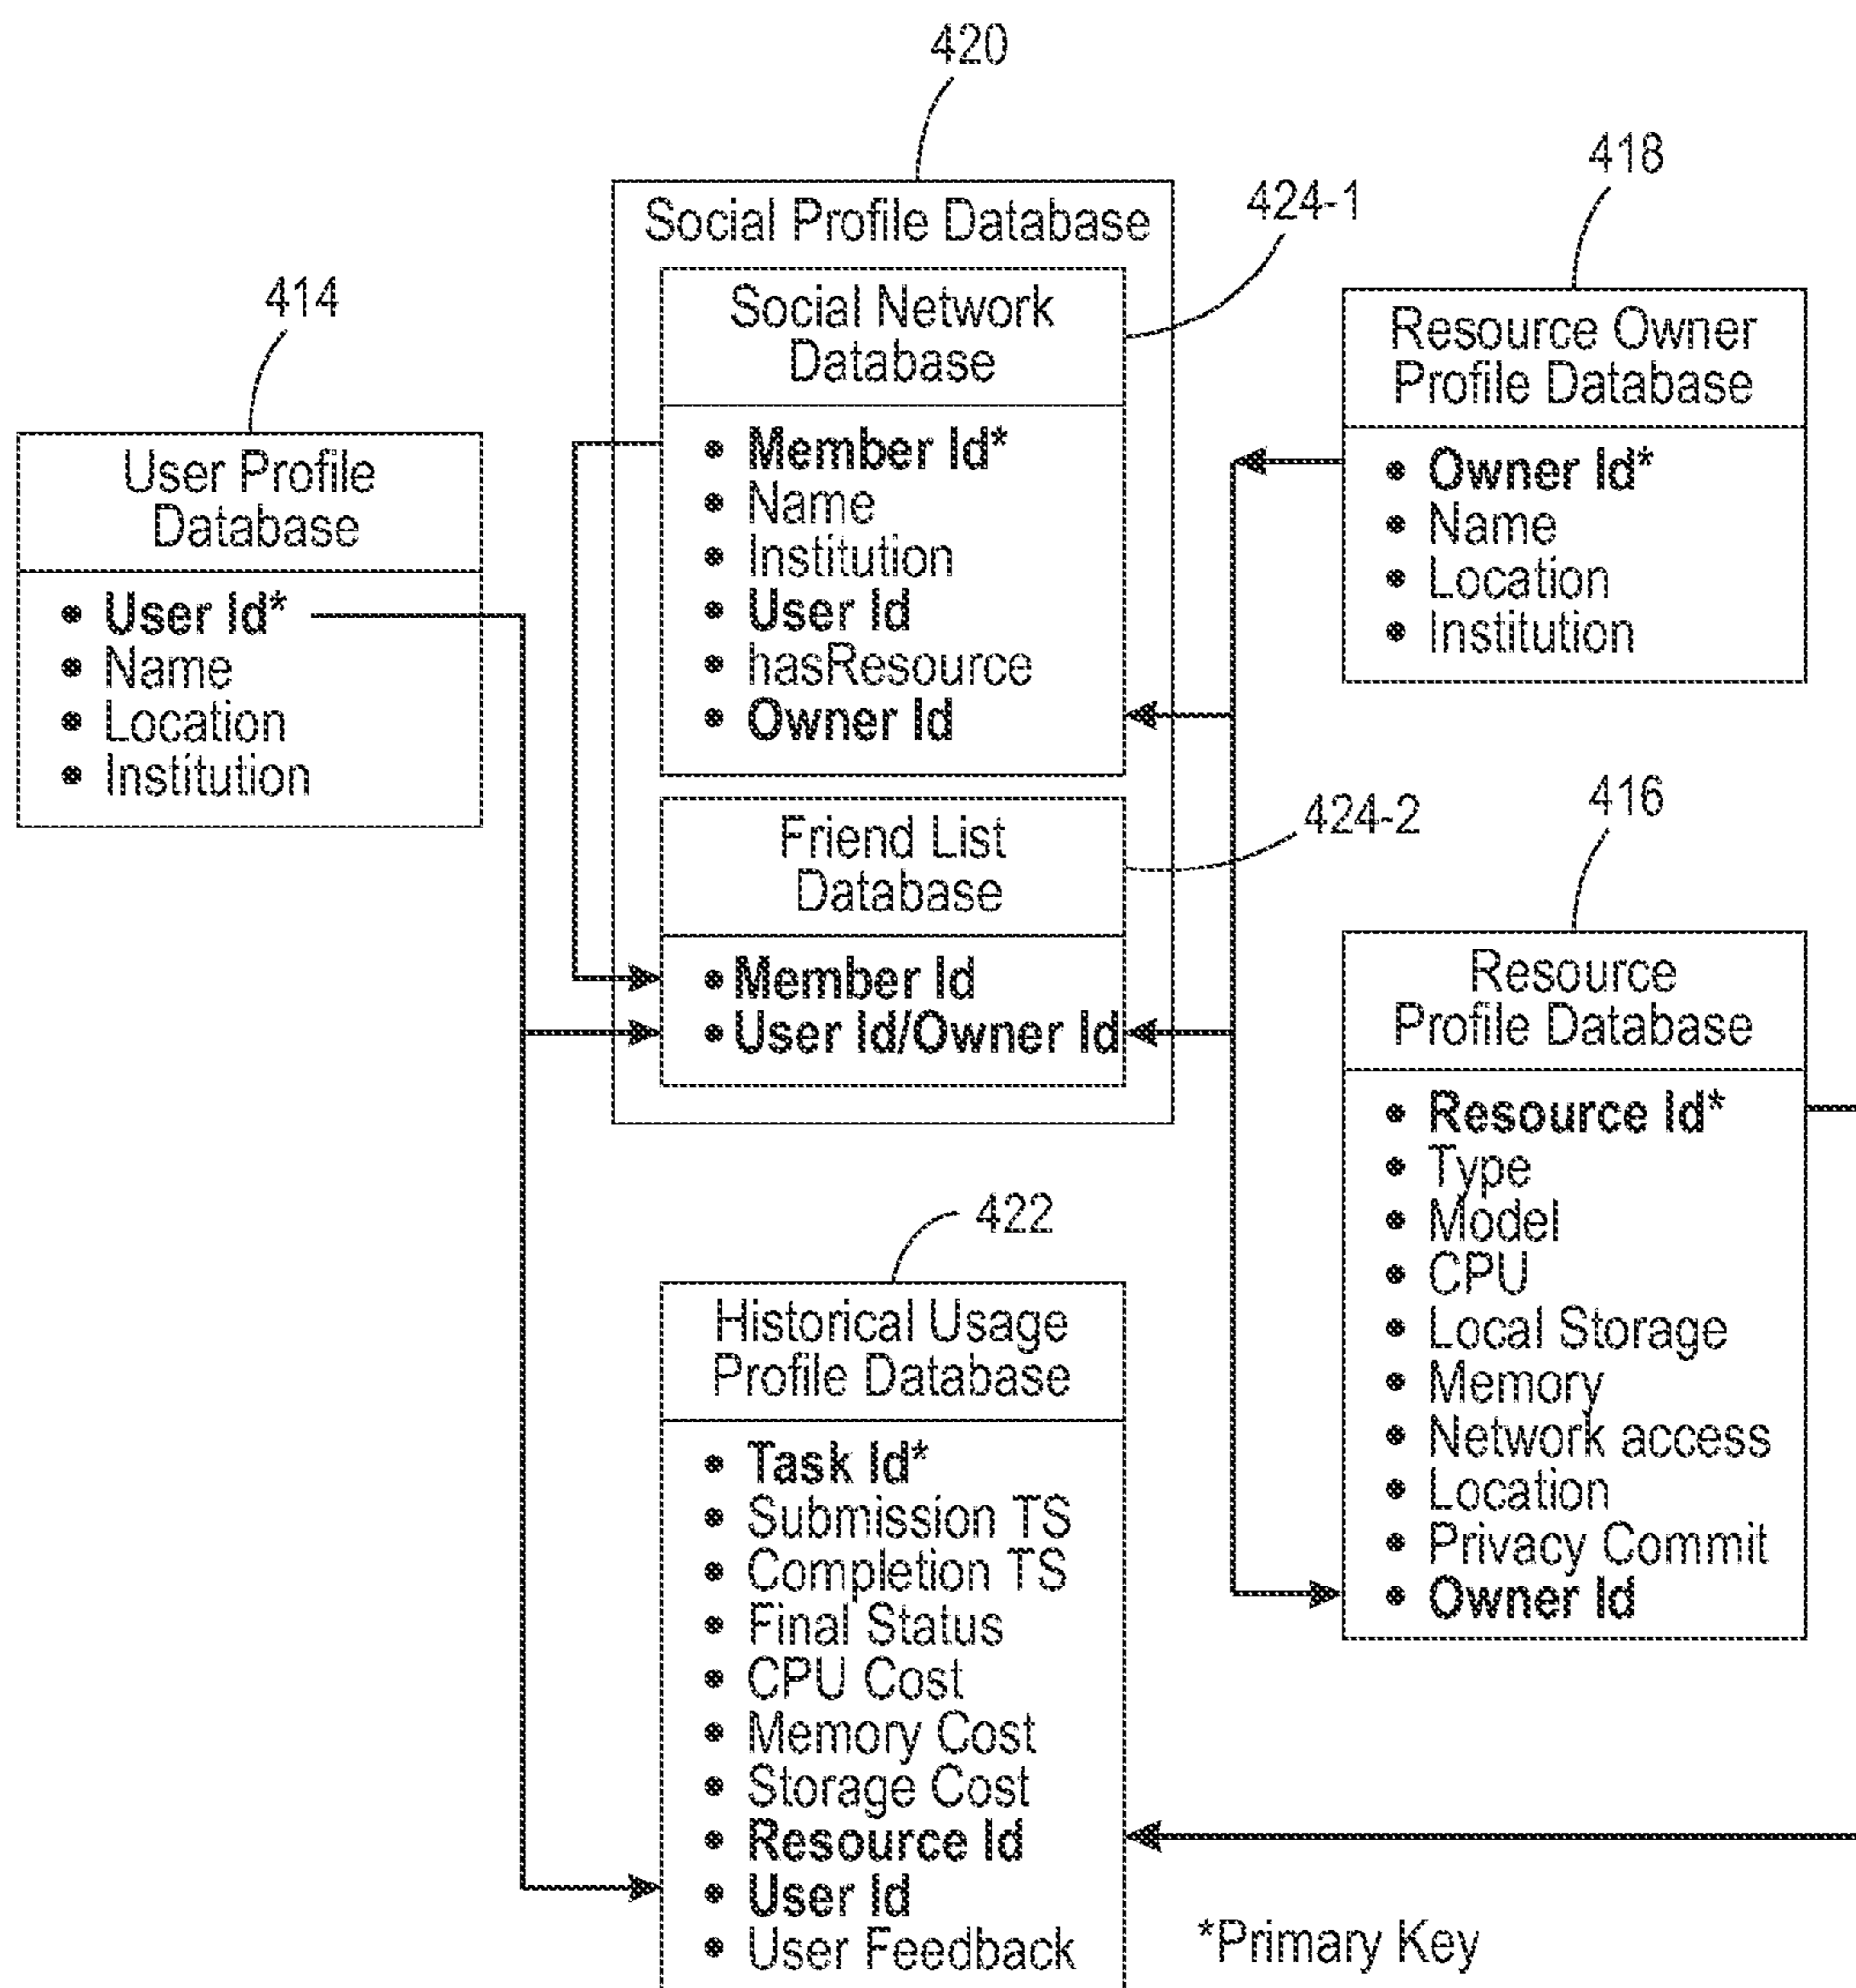 420
418
424-1
Social Profile Database
414
Social Network
Database
Resource Owner
Profile Database
User Profile
Database
• Member Id*
• Name
• Institution
• User Id
• hasResource
• Owner Id
• Owner Id*
• Name
• Location
• Institution
• User Id*
• Name
• Location
• Institution
416
424-2
Friend List
Database
• Member Id
• User Id/Owner Id
Resource
Profile Database
• Resource Id*
• Type
• Model
• CPU
• Local Storage
• Memory
• Network access
• Location
• Privacy Commit
• Owner Id
422
Historical Usage
Profile Database
• Task Id*
• Submission TS
• Completion TS
• Final Status
• CPU Cost
• Memory Cost
• Storage Cost
• Resource Id
• User Id
• User Feedback
*Primary Key